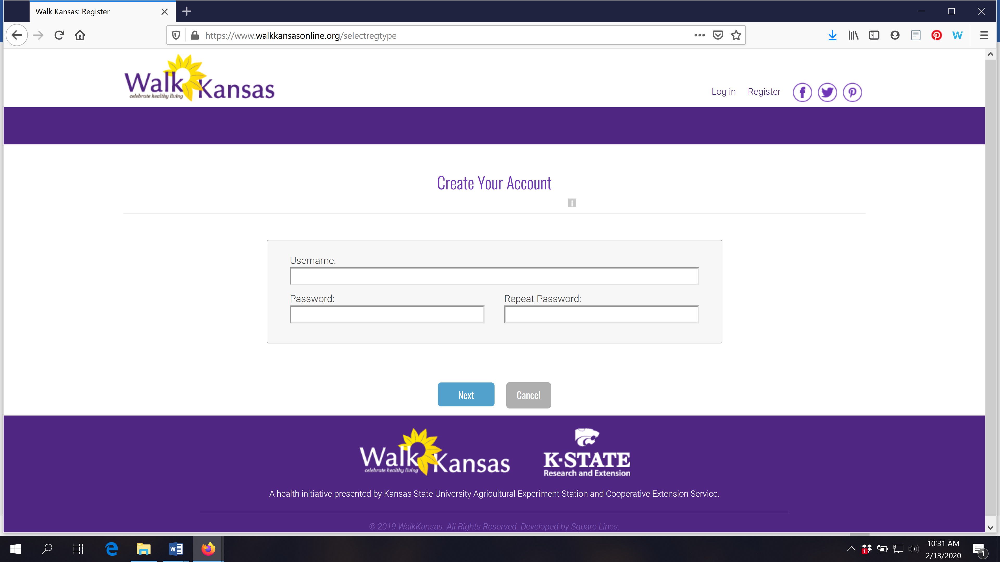 Walk Kansas: Register
https://www.walkkansasonline.org/selectregtype
Walk Kansas
celebrate healthy living
Log in Register
Create Your Account
i
Username:
Password: Repeat Password:
Next Cancel
Walk Kansas
celebrate healthy living
K-STATE
Research and Extension
A health initiative presented by Kansas State University Agricultural Experiment Station and Cooperative Extension Service.
© 2019 WalkKansas. All Rights Reserved. Developed by Square Lines.
10:31 AM
2/13/2020
1
1